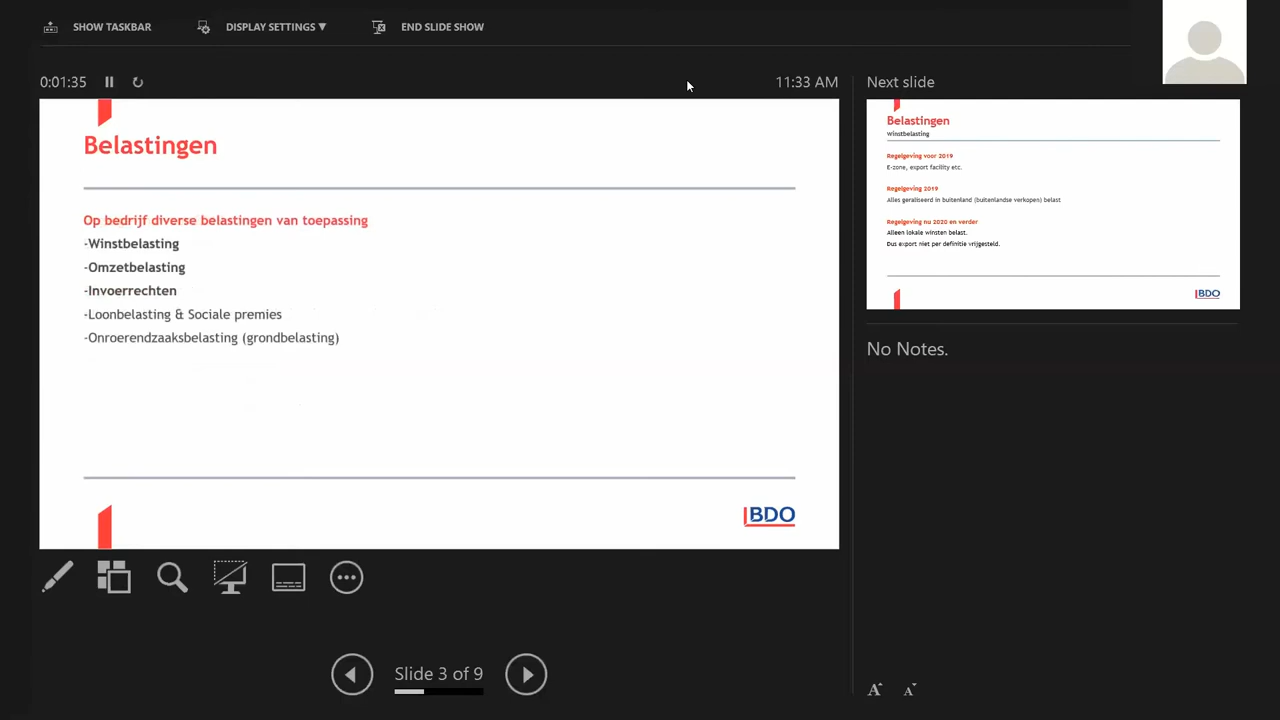 SHOW TASKBAR
DISPLAY SETTINGS ▼
END SLIDE SHOW
0:01:35
11:33 AM
Belastingen
Op bedrijf diverse belastingen van toepassing
-Winstbelasting
-Omzetbelasting
-Invoerrechten
-Loonbelasting & Sociale premies
-Onroerendzaaksbelasting (grondbelasting)
BDO
Next slide
Belastingen
Winstbelasting
Regelgeving voor 2019
E-zone, export facility etc.
Regelgeving 2019
Alles geraliseerd in buitenland (buitenlandse verkopen) belast
Regelgeving nu 2020 en verder
Alleen lokale winsten belast.
Dus export niet per definitie vrijgesteld.
BDO
No Notes.
Slide 3 of 9
A A